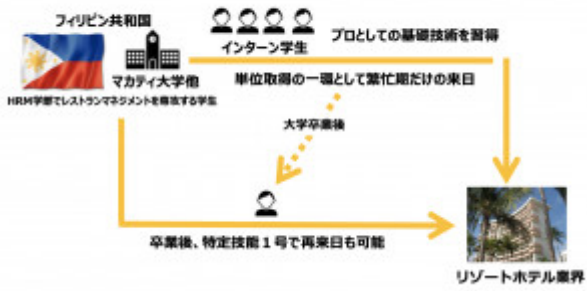 フィリピン共和国
マカティ大学他
HRM学部でレストランマネジメントを専攻する学生
インターン学生
プロとしての基礎技術を習得
単位取得の一環として繁忙期だけの来日
大学卒業後
卒業後、特定技能１号で再来日も可能
リゾートホテル業界